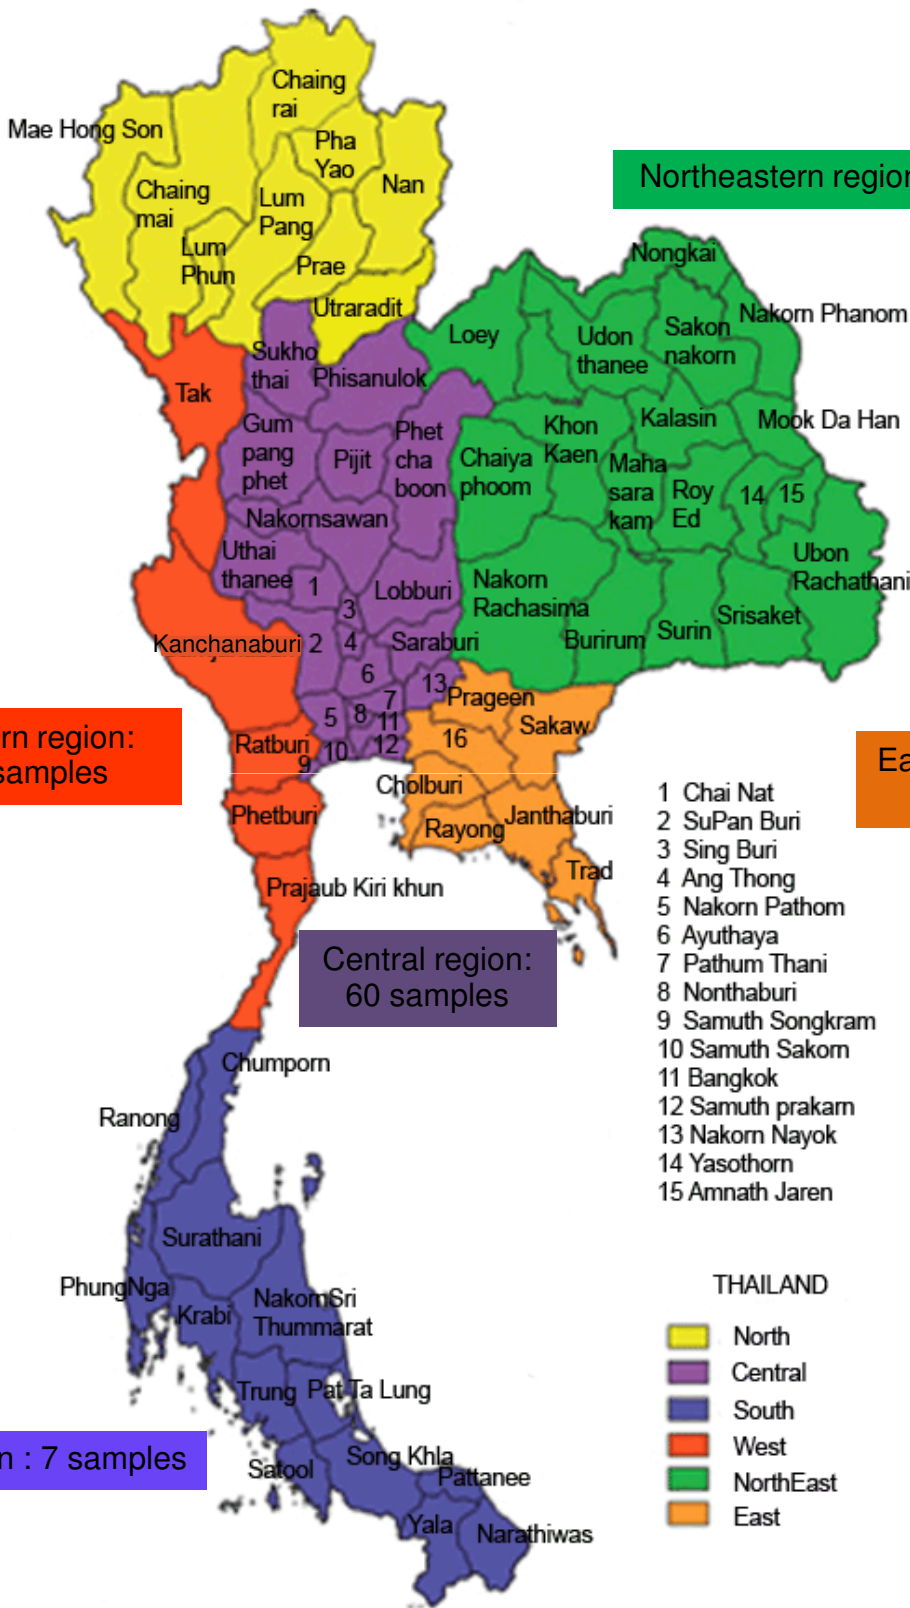 Chaing
rai
Mae Hong Son
Pha
Yao
Nan
Chaing
mai
Lum
Pang
Lum
Phun
Prae
Utraradit
Northeastern region
Nongkai
Nakorn Phanom
Loey
Udon
thanee
Sakon
nakorn
Sukho
thai
Phisanulok
Tak
Gum
pang
phet
Pijit
Phet
cha
boon
Khon
Kaen
Kalasin
Mook Da Han
Chaiya
phoom
Maha
sara
kam
Roy
Ed
14
15
Nakornsawan
Uthai
thanee
1
Lobburi
3
Nakorn
Rachasima
Ubon
Rachathani
Kanchanaburi
2
4
Saraburi
Burirum
Surin
Srisaket
6
13
Prageen
7
5
8
11
Sakaw
16
rn region:
samples
Ratburi
9
10
12
Ea
Cholburi
Phetburi
Rayong
Janthaburi
Trad
Prajaub Kiri khun
Central region:
60 samples
1 Chai Nat
2 SuPan Buri
3 Sing Buri
4 Ang Thong
5 Nakorn Pathom
6 Ayuthaya
7 Pathum Thani
8 Nonthaburi
9 Samuth Songkram
10 Samuth Sakorn
11 Bangkok
12 Samuth prakarn
13 Nakorn Nayok
14 Yasothorn
15 Amnath Jaren
Chumporn
Ranong
Surathani
PhungNga
Krabi
NakornSri
Thummarat
Trung
Pat Ta Lung
n : 7 samples
Satool
Song Khla
Pattanee
Yala
Narathiwas
THAILAND
North
Central
South
West
NorthEast
East